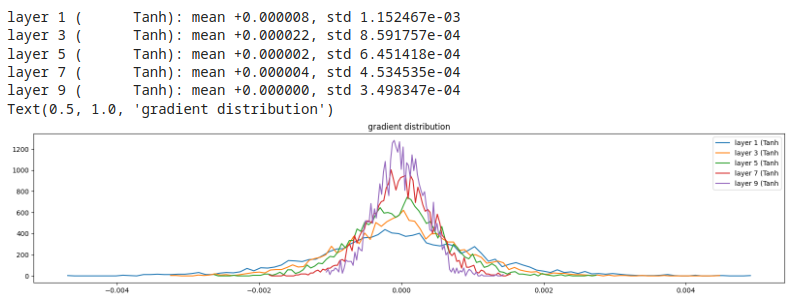 layer 1 (      Tanh): mean +0.000008, std 1.152467e-03
layer 3 (      Tanh): mean +0.000022, std 8.591757e-04
layer 5 (      Tanh): mean +0.000002, std 6.451418e-04
layer 7 (      Tanh): mean +0.000004, std 4.534535e-04
layer 9 (      Tanh): mean +0.000000, std 3.498347e-04
Text(0.5, 1.0, 'gradient distribution')
gradient distribution
1200
1000
800
600
400
200
0
layer 1 (Tanh
layer 3 (Tanh
layer 5 (Tanh
layer 7 (Tanh
layer 9 (Tanh
−0.004 −0.002 0.000 0.002 0.004